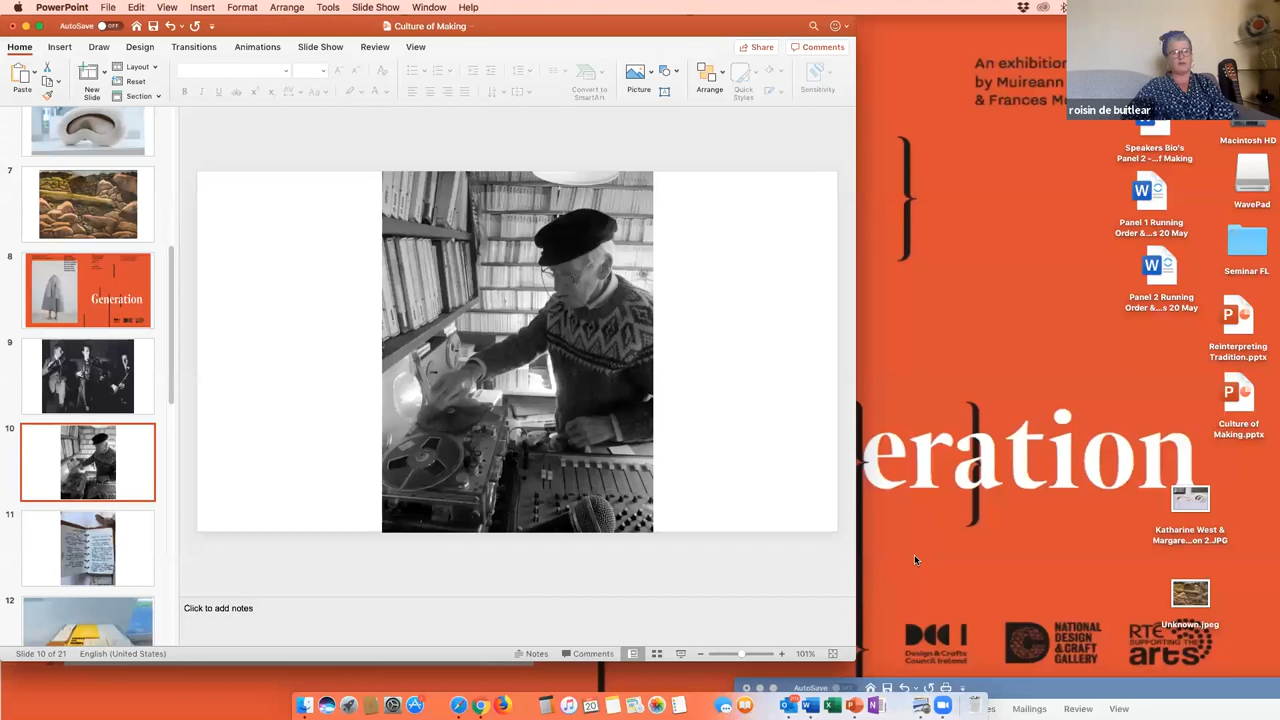 PowerPoint File Edit View Insert Format Arrange Tools Slide Show Window Help
AutoSave OFF
Culture of Making
Home Insert Draw Design Transitions Animations Slide Show Review View
Share Comments
Paste
New
Slide
Layout
Reset
Section
Convert to
SmartArt
Picture
Arrange
Quick
Styles
Sensitivity
7
8
Generation
9
10
11
12
Click to add notes
Slide 10 of 21 English (United States)
Notes Comments 101%
An exhibition
by Muireann
& Frances
roisin de buitlear
Speakers Bio's
Panel 2 -...f Making
Macintosh HD
WavePad
Panel 1 Running
Order &...s 20 May
Seminar FL
Panel 2 Running
Order &...s 20 May
Reinterpreting
Tradition.pptx
Culture of
Making.pptx
eration
Katharine West &
Margare...on 2.JPG
Unknown.jpeg
Design & Crafts
Council Ireland
NATIONAL
DESIGN
& CRAFT
GALLERY
RTÉ
SUPPORTING THE
arts
AutoSave
Mailings Review View
20